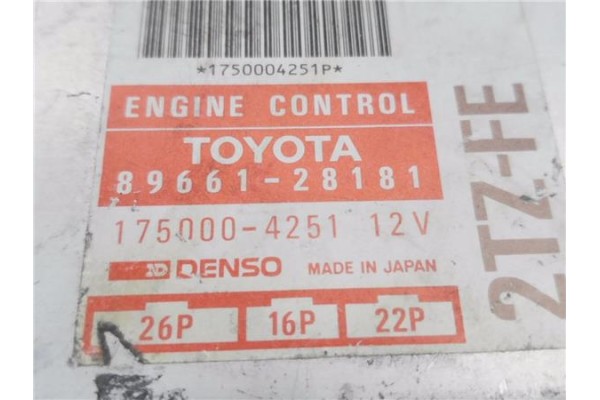 *1750004251P*
ENGINE CONTROL
TOYOTA
89661-28181
175000-4251 12V
DENSO MADE IN JAPAN
26P 16P 22P
2TZ-FE